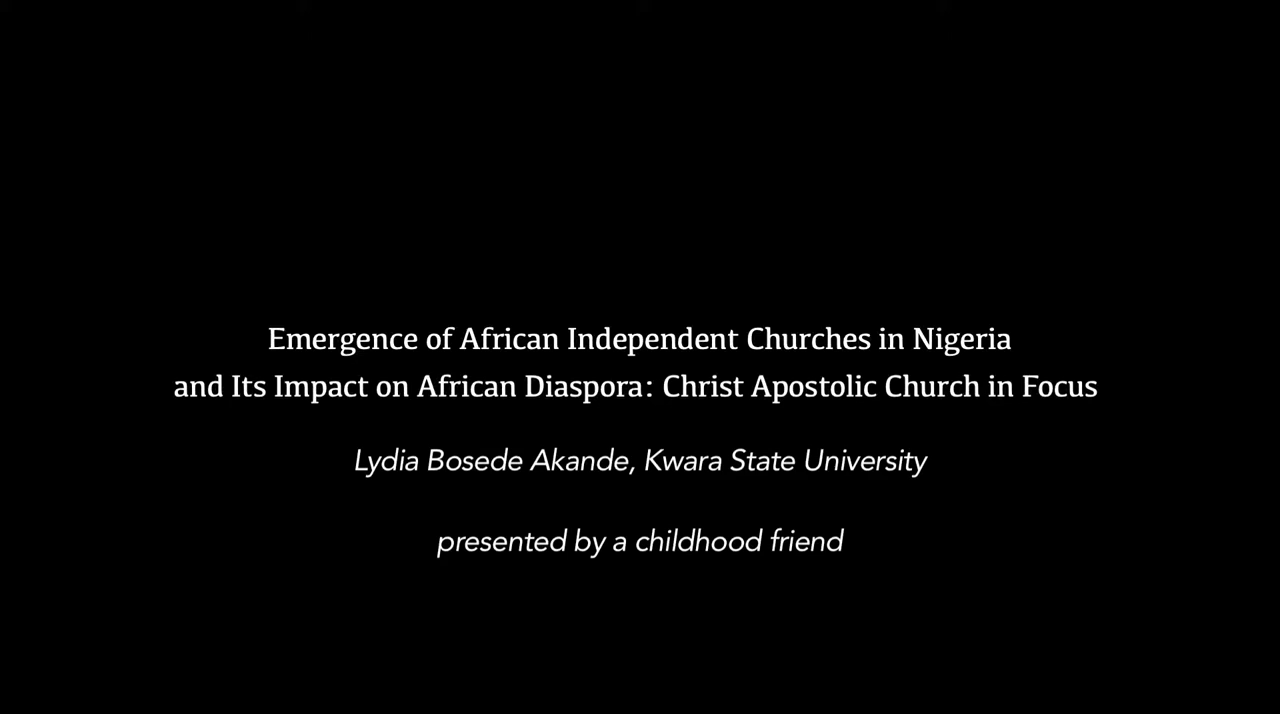 Emergence of African Independent Churches in Nigeria
and Its Impact on African Diaspora: Christ Apostolic Church in Focus
Lydia Bosede Akande, Kwara State University
presented by a childhood friend